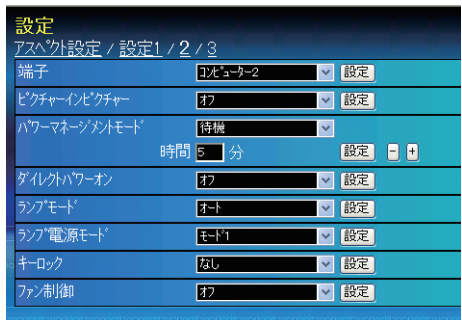 設定
アスペクト設定 / 設定1 / 2 / 3
端子 コンピューター2 設定
ピクチャーインピクチャー オフ 設定
パワーマネージメントモード 待機
時間 5 分 設定 - +
ダイレクトパワーオン オフ 設定
ランプモード オート 設定
ランプ電源モード モード1 設定
キーロック なし 設定
ファン制御 オフ 設定